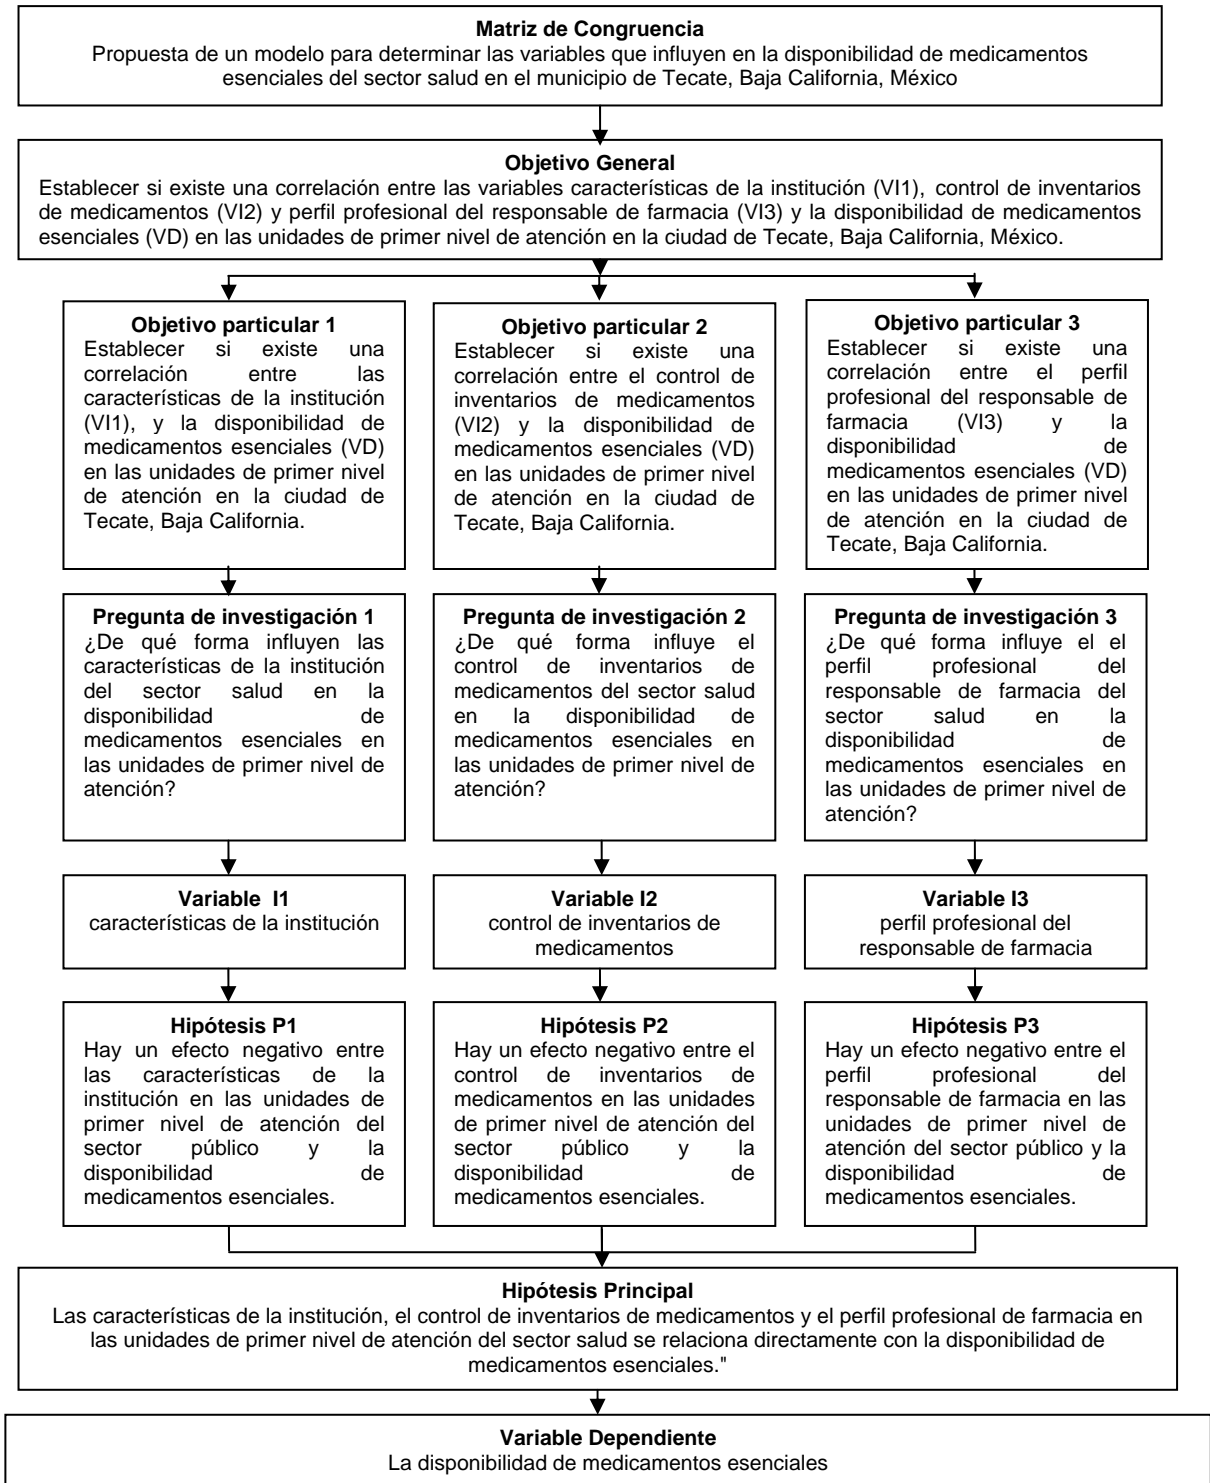 Matriz de Congruencia
Propuesta de un modelo para determinar las variables que influyen en la disponibilidad de medicamentos
esenciales del sector salud en el municipio de Tecate, Baja California, México
Objetivo General
Establecer si existe una correlación entre las variables características de la institución (VI1), control de inventarios
de medicamentos (VI2) y perfil profesional del responsable de farmacia (VI3) y la disponibilidad de medicamentos
esenciales (VD) en las unidades de primer nivel de atención en la ciudad de Tecate, Baja California, México.
Objetivo particular 1
Establecer si existe una
correlación entre las
características de la institución
(VI1), y la disponibilidad de
medicamentos esenciales (VD)
en las unidades de primer nivel
de atención en la ciudad de
Tecate, Baja California.
Objetivo particular 2
Establecer si existe una
correlación entre el control de
inventarios de medicamentos
(VI2) y la disponibilidad de
medicamentos esenciales (VD)
en las unidades de primer nivel
de atención en la ciudad de
Tecate, Baja California.
Objetivo particular 3
Establecer si existe una
correlación entre el perfil
profesional del responsable de
farmacia (VI3) y la
disponibilidad de
medicamentos esenciales (VD)
en las unidades de primer nivel
de atención en la ciudad de
Tecate, Baja California.
Pregunta de investigación 1
¿De qué forma influyen las
características de la institución
del sector salud en la
disponibilidad de
medicamentos esenciales en
las unidades de primer nivel de
atención?
Pregunta de investigación 2
¿De qué forma influye el
control de inventarios de
medicamentos del sector salud
en la disponibilidad de
medicamentos esenciales en
las unidades de primer nivel de
atención?
Pregunta de investigación 3
¿De qué forma influye el el
perfil profesional del
responsable de farmacia del
sector salud en la
disponibilidad de
medicamentos esenciales en
las unidades de primer nivel de
atención?
Variable I1
características de la institución
Variable I2
control de inventarios de
medicamentos
Variable I3
perfil profesional del
responsable de farmacia
Hipótesis P1
Hay un efecto negativo entre
las características de la
institución en las unidades de
primer nivel de atención del
sector público y la
disponibilidad de
medicamentos esenciales.
Hipótesis P2
Hay un efecto negativo entre el
control de inventarios de
medicamentos en las unidades
de primer nivel de atención del
sector público y la
disponibilidad de
medicamentos esenciales.
Hipótesis P3
Hay un efecto negativo entre el
perfil profesional del
responsable de farmacia en las
unidades de primer nivel de
atención del sector público y la
disponibilidad de
medicamentos esenciales.
Hipótesis Principal
Las características de la institución, el control de inventarios de medicamentos y el perfil profesional de farmacia en
las unidades de primer nivel de atención del sector salud se relaciona directamente con la disponibilidad de
medicamentos esenciales."
Variable Dependiente
La disponibilidad de medicamentos esenciales